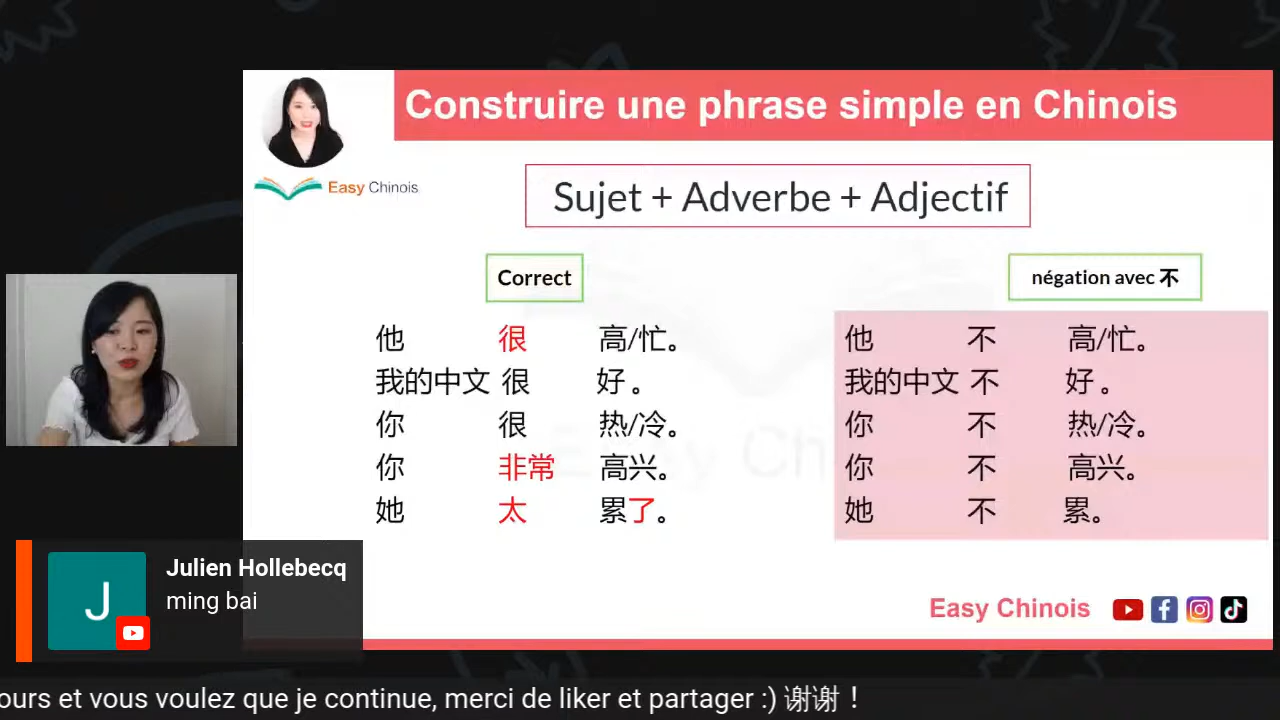 Construire une phrase simple en Chinois
Easy Chinois
Sujet + Adverbe + Adjectif
Correct
négation avec 不
他 很 高/忙。
我的中文 很 好。
你 很 热/冷。
你 非常 高兴。
她 太 累了。
他 不 高/忙。
我的中文 不 好。
你 不 热/冷。
你 不 高兴。
她 不 累。
J
Julien Hollebecq
ming bai
Easy Chinois
ours et vous voulez que je continue, merci de liker et partager :) 谢谢！